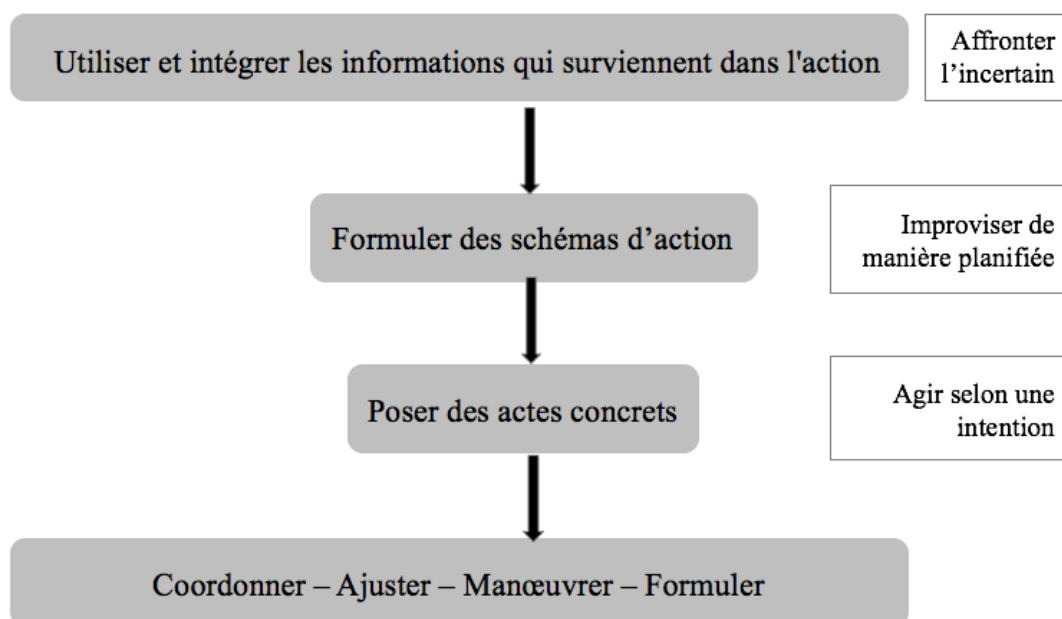 Utiliser et intégrer les informations qui surviennent dans l'action
Affronter
l’incertain
Formuler des schémas d’action
Improviser de
manière planifiée
Poser des actes concrets
Agir selon une
intention
Coordonner – Ajuster – Manœuvrer – Formuler